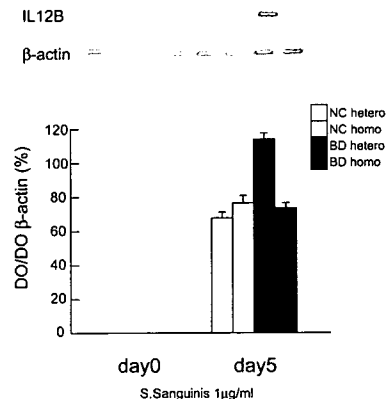 IL12B
β-actin
NC hetero
NC homo
BD hetero
BD homo
DO/DO β-actin (%)
120
100
80
60
40
20
0
day0 day5
S.Sanguinis 1μg/ml